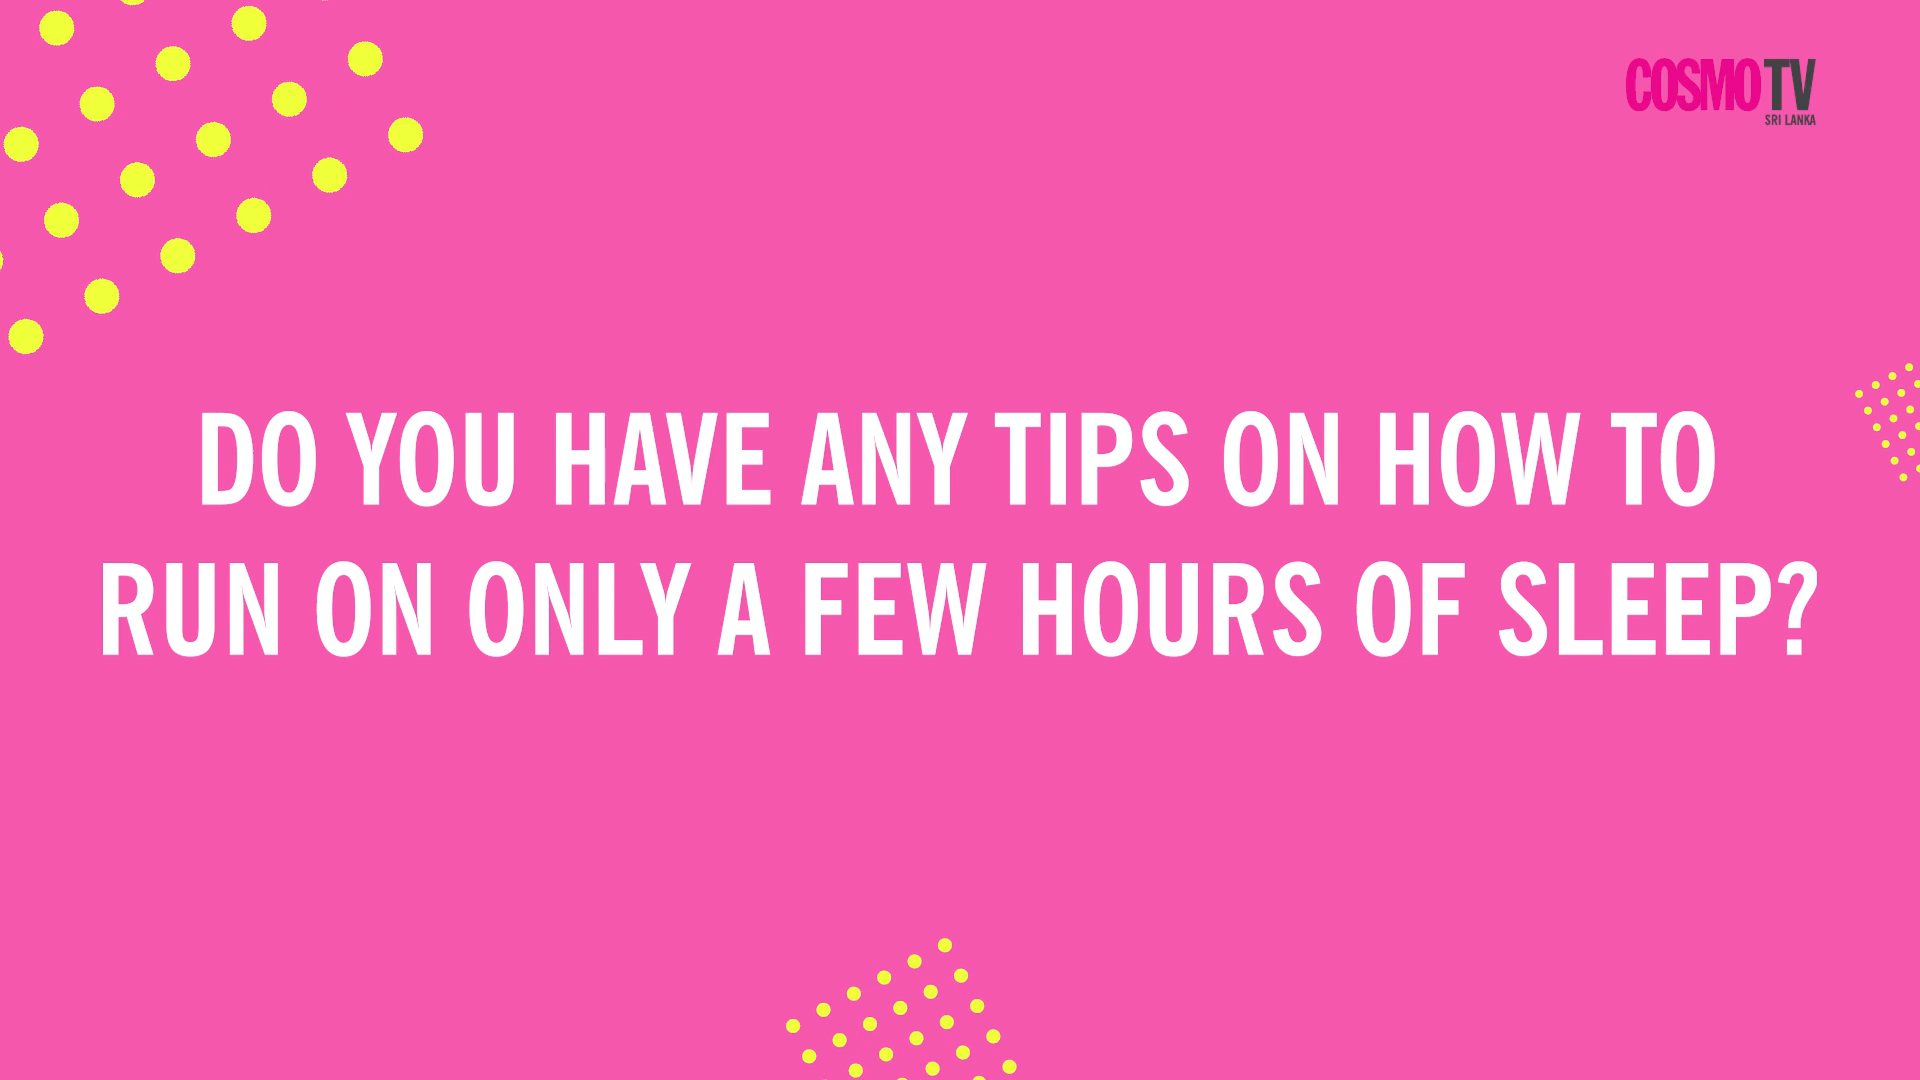 COSMO TV
SRI LANKA
DO YOU HAVE ANY TIPS ON HOW TO
RUN ON ONLY A FEW HOURS OF SLEEP?